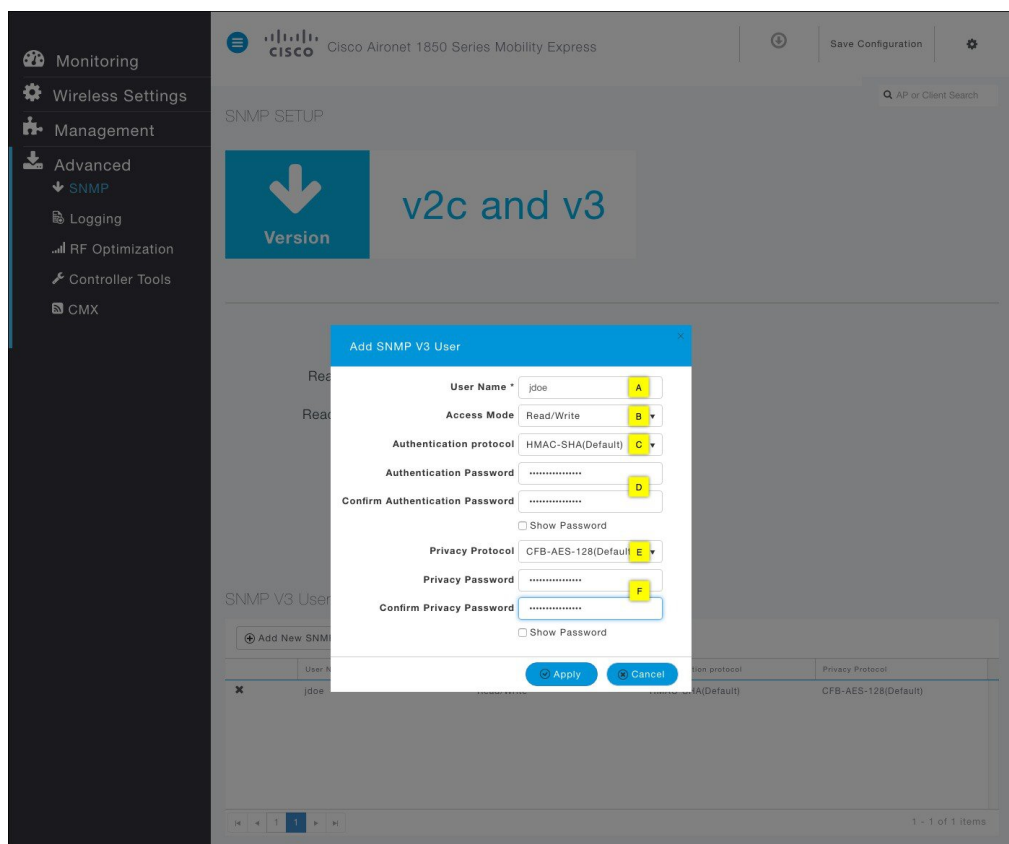 Monitoring
Wireless Settings
Management
Advanced
SNMP
Logging
RF Optimization
Controller Tools
CMX
CISCO Cisco Aironet 1850 Series Mobility Express
Save Configuration
AP or Client Search
SNMP SETUP
Version
v2c and v3
Add SNMP V3 User
User Name * jdoe A
Access Mode Read/Write B
Authentication protocol HMAC-SHA(Default) C
Authentication Password ................
D
Confirm Authentication Password ................
Show Password
Privacy Protocol CFB-AES-128(Default E
Privacy Password ................
F
Confirm Privacy Password ................
Show Password
Apply Cancel
SNMP V3 User
Add New
User
Privacy Protocol
jdoe CFB-AES-128(Default)
1 1
1 - 1 of 1 items